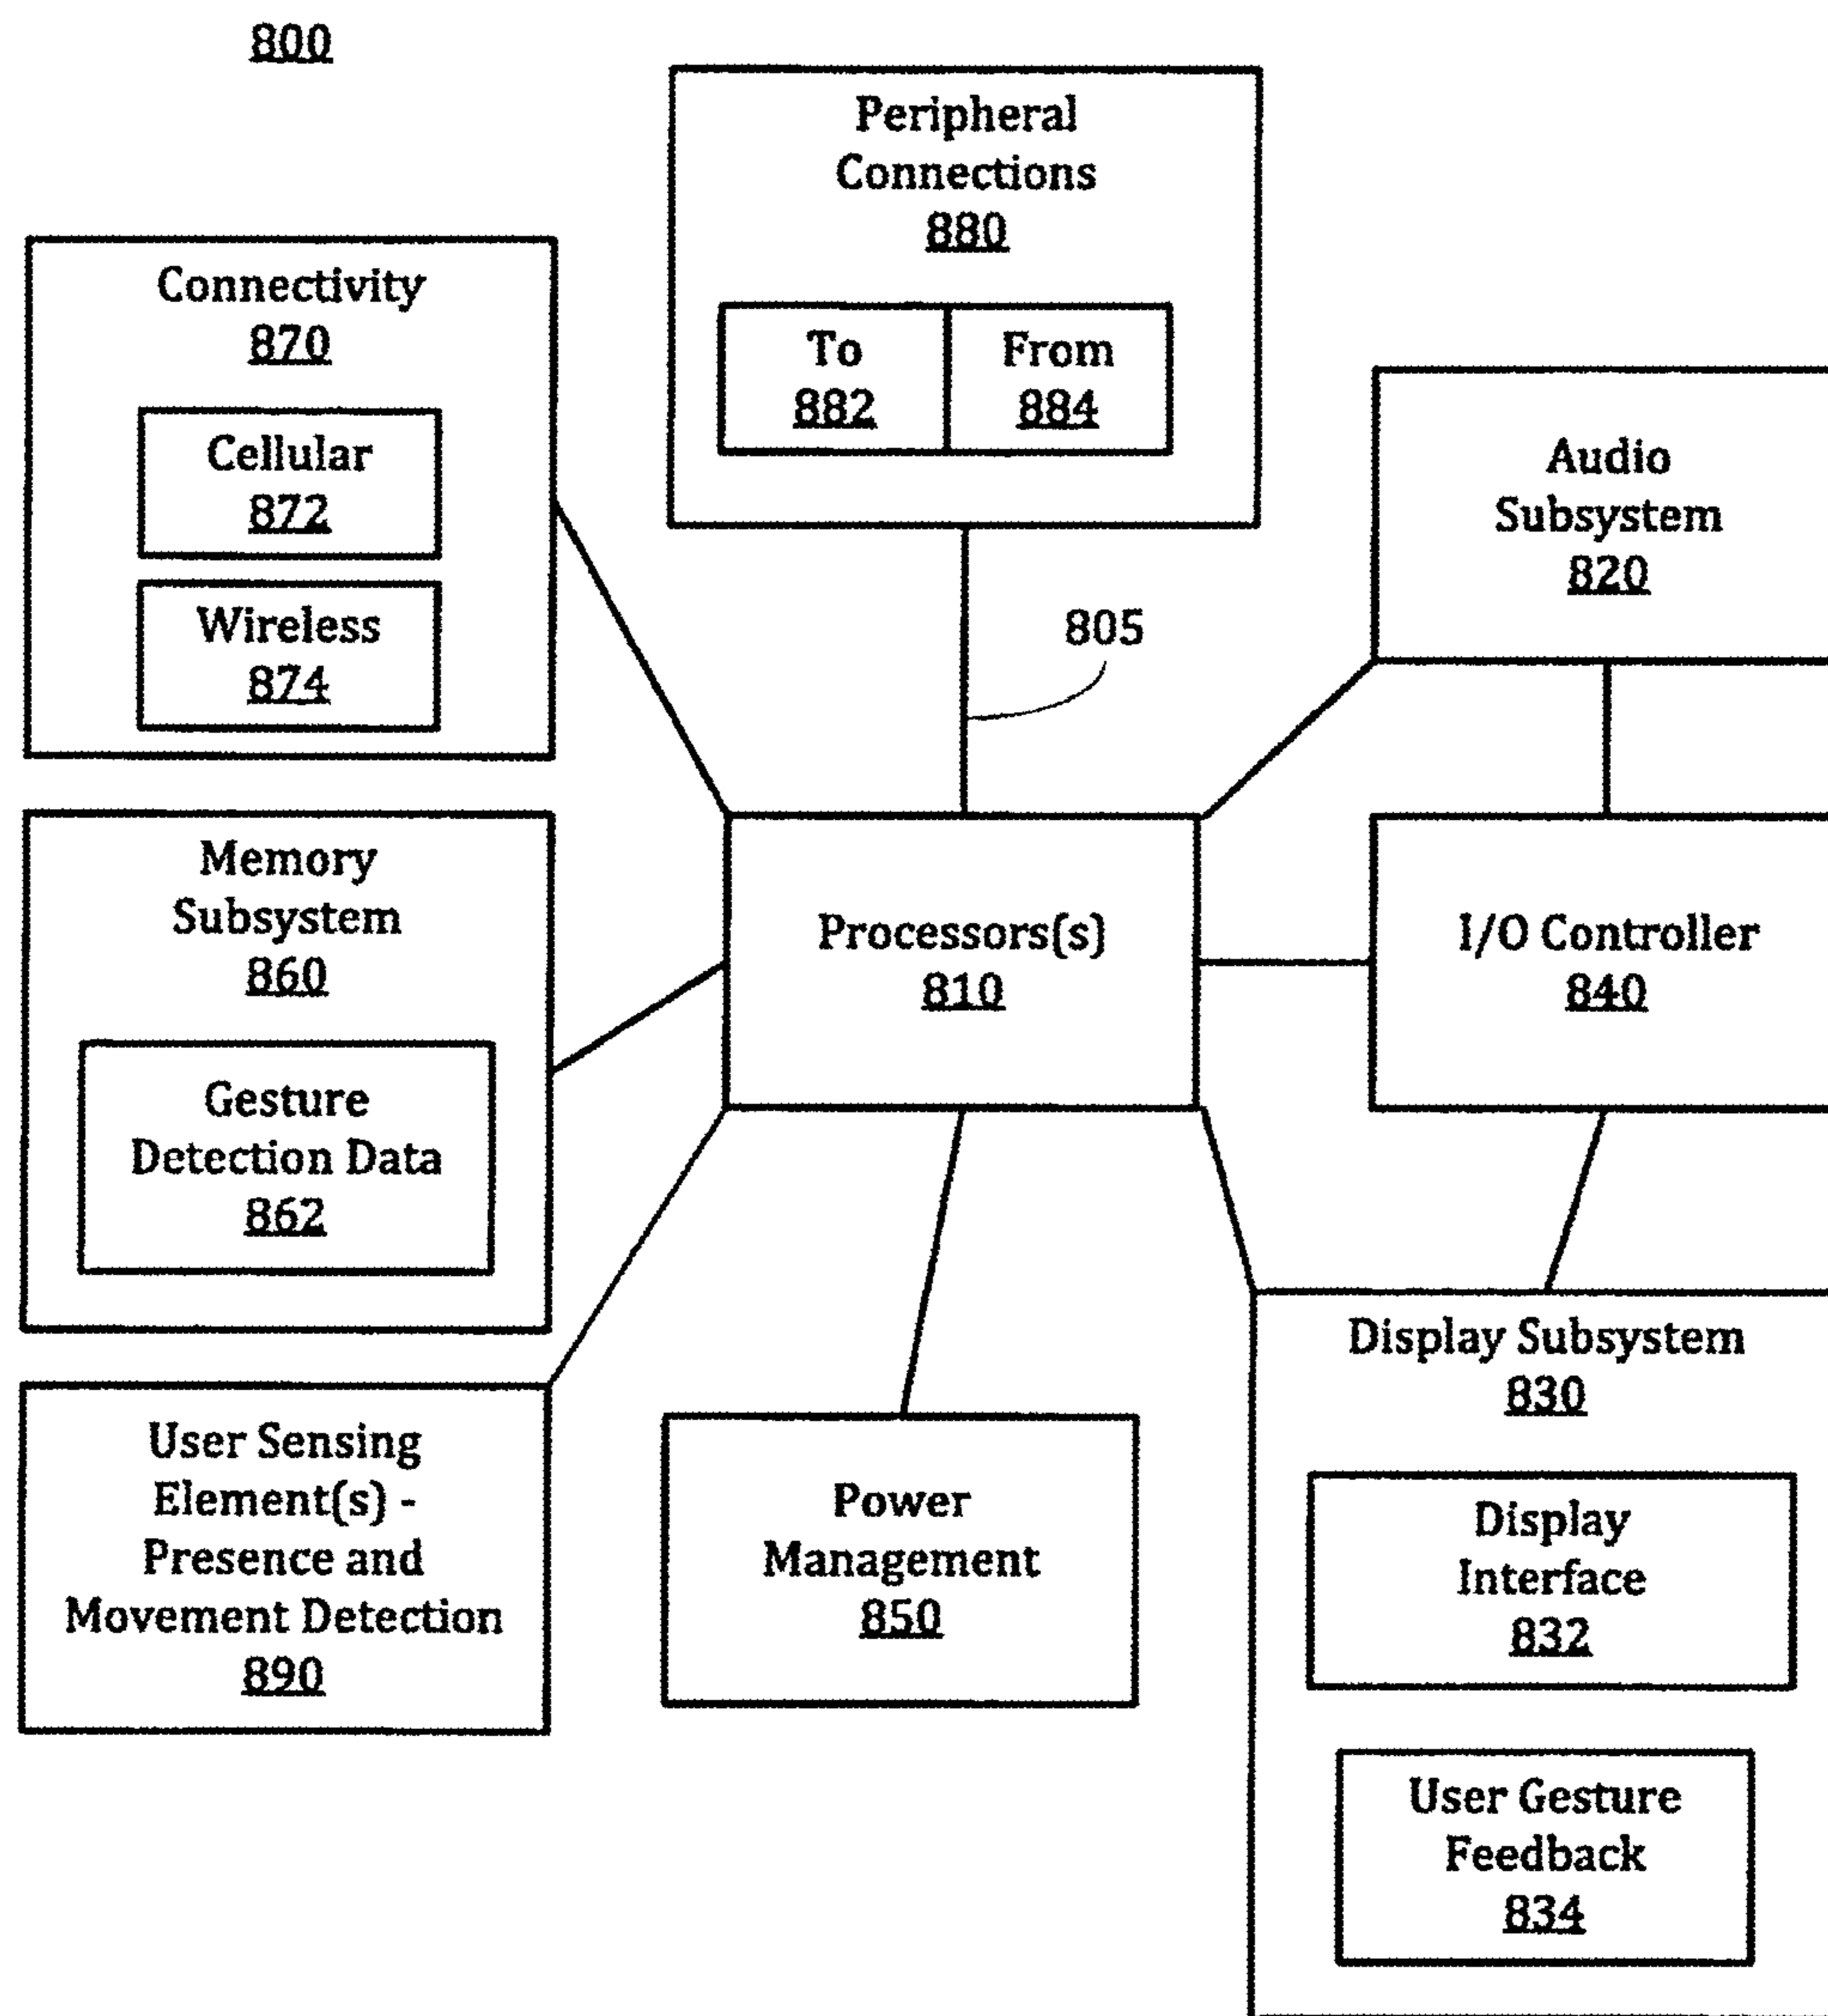 800
Peripheral
Connections
880
To
882
From
884
Connectivity
870
Cellular
872
Wireless
874
805
Audio
Subsystem
820
Memory
Subsystem
860
Gesture
Detection Data
862
Processors(s)
810
I/O Controller
840
User Sensing
Element(s) -
Presence and
Movement Detection
890
Power
Management
850
Display Subsystem
830
Display
Interface
832
User Gesture
Feedback
834